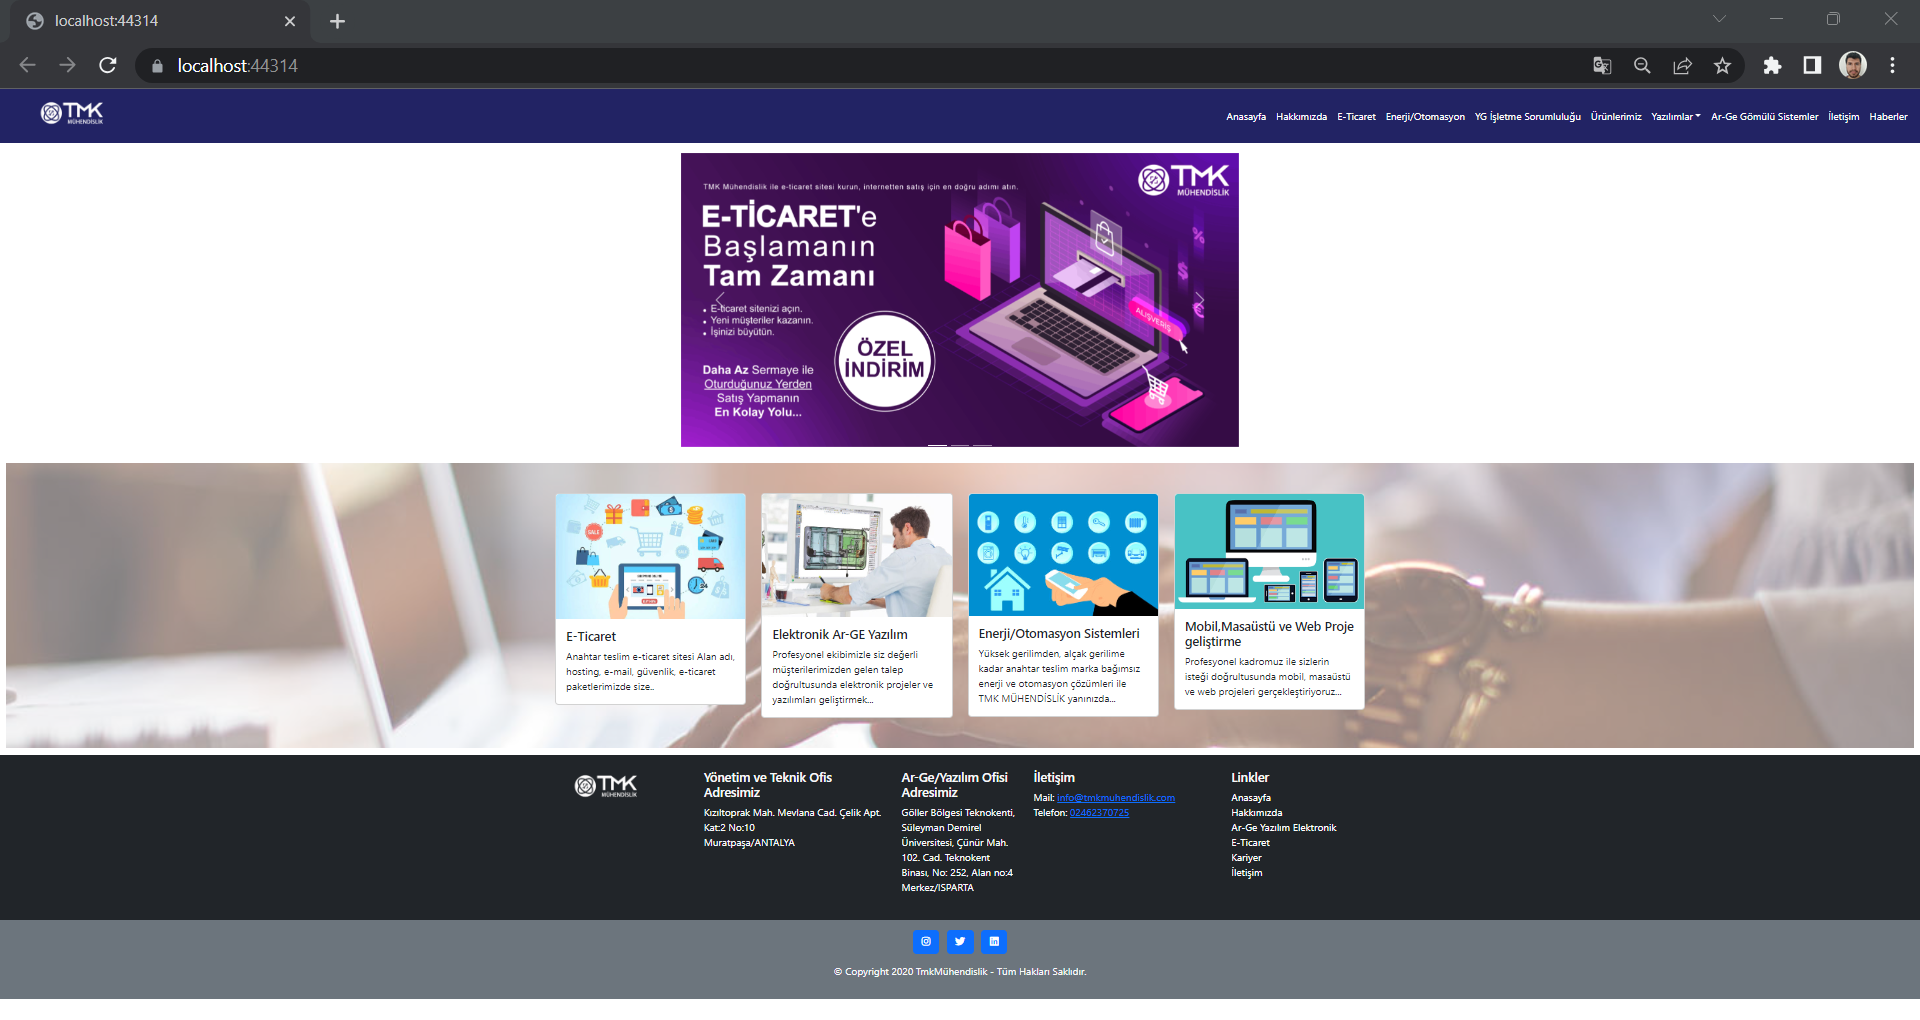 localhost:44314
localhost:44314
TMK
MÜHENDİSLİK
Anasayfa Hakkımızda E-Ticaret Enerji/Otomasyon YG İşletme Sorumluluğu Ürünlerimiz Yazılımlar Ar-Ge Gömülü Sistemler İletişim Haberler
TMK
MÜHENDİSLİK
TMK Mühendislik ile e-ticaret sitesi kurun, internetten satış için en doğru adımı atın.
E-TİCARET'e
Başlamanın
Tam Zamanı
• E-ticaret sitenizi açın.
• Yeni müşteriler kazanın.
• İşinizi büyütün.
ÖZEL
İNDİRİM
Daha Az Sermaye ile
Oturduğunuz Yerden
Satış Yapmanın
En Kolay Yolu...
ALIŞVERİŞ
SALE
24
E-Ticaret
Anahtar teslim e-ticaret sitesi Alan adı,
hosting, e-mail, güvenlik, e-ticaret
paketlerimizde size..
Elektronik Ar-GE Yazılım
Profesyonel ekibimizle siz değerli
müşterilerimizden gelen talep
doğrultusunda elektronik projeler ve
yazılımları geliştirmek...
Enerji/Otomasyon Sistemleri
Yüksek gerilimden, alçak gerilime
kadar anahtar teslim marka bağımsız
enerji ve otomasyon çözümleri ile
TMK MÜHENDİSLİK yanınızda...
Mobil,Masaüstü ve Web Proje
geliştirme
Profesyonel kadromuz ile sizlerin
isteği doğrultusunda mobil, masaüstü
ve web projeleri gerçekleştiriyoruz...
TMK
MÜHENDİSLİK
Yönetim ve Teknik Ofis
Adresimiz
Kızıltoprak Mah. Mevlana Cad. Çelik Apt.
Kat:2 No:10
Muratpaşa/ANTALYA
Ar-Ge/Yazılım Ofisi
Adresimiz
Göller Bölgesi Teknokenti,
Süleyman Demirel
Üniversitesi, Çünür Mah.
102. Cad. Teknokent
Binası, No: 252, Alan no:4
Merkez/ISPARTA
İletişim
Mail: info@tmkmuhendislik.com
Telefon: 02462370725
Linkler
Anasayfa
Hakkımızda
Ar-Ge Yazılım Elektronik
E-Ticaret
Kariyer
İletişim
© Copyright 2020 TmkMühendislik - Tüm Hakları Saklıdır.